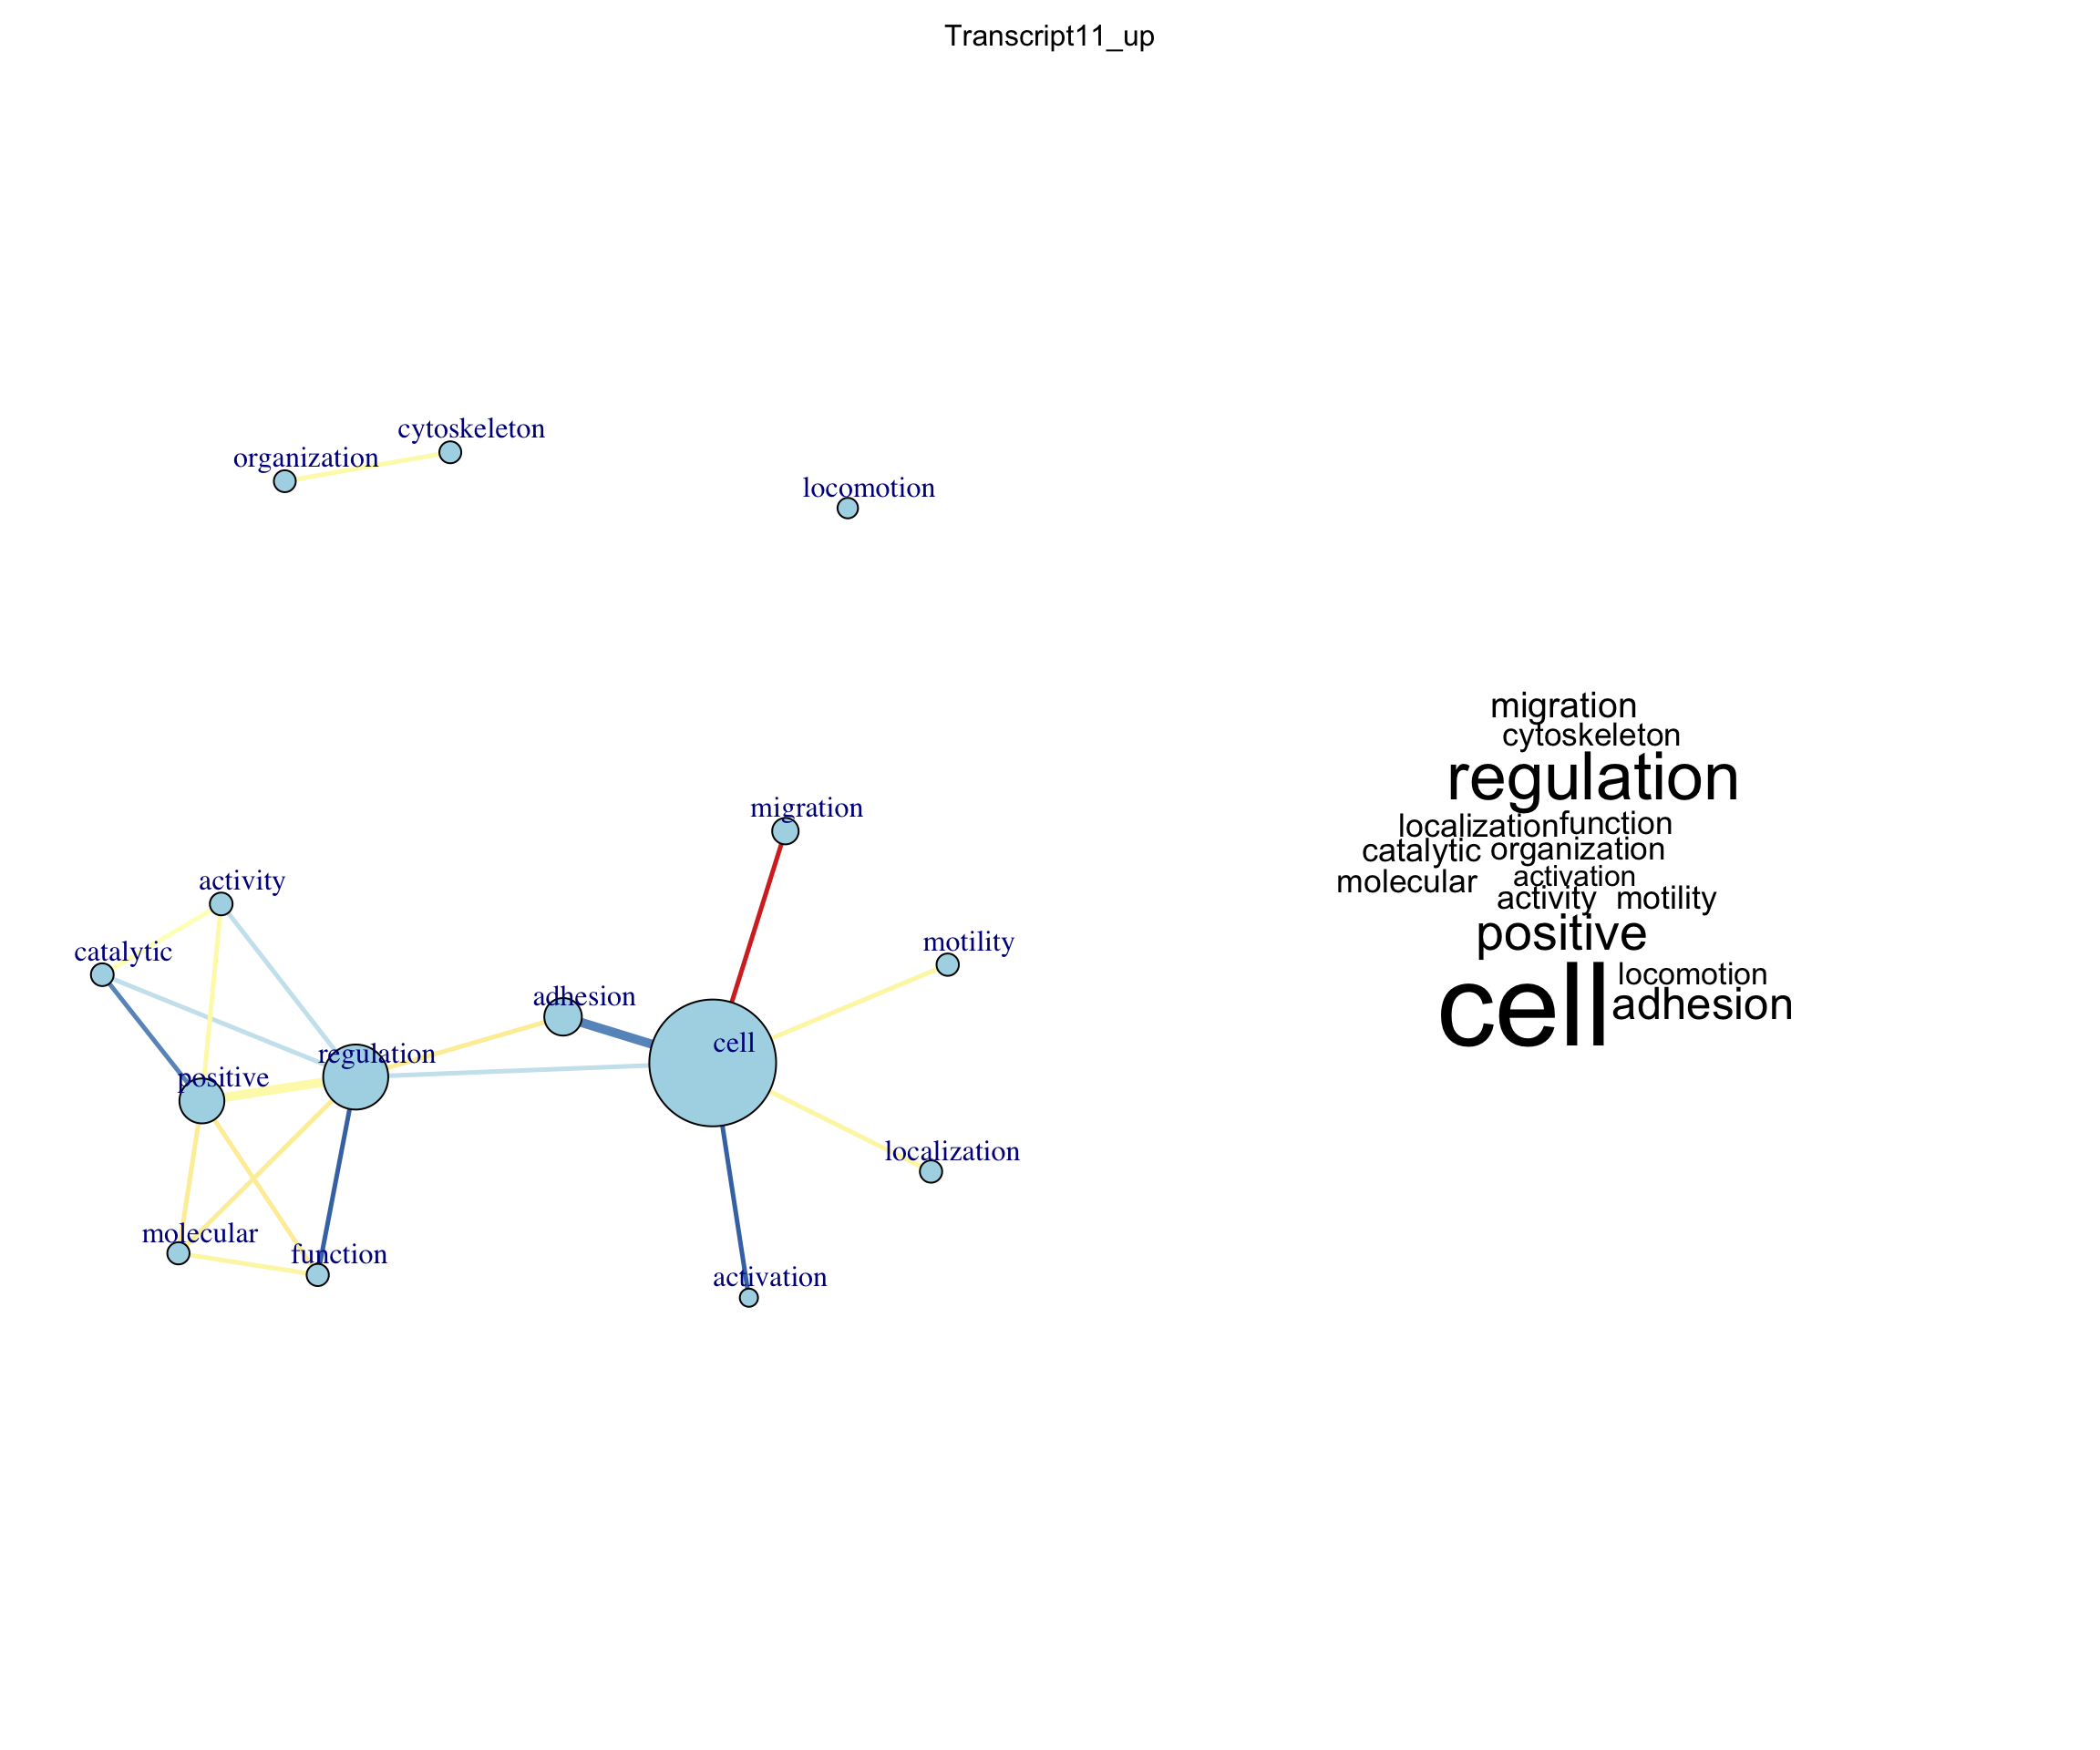 Transcript11_up
cytoskeleton
organization
locomotion
migration
activity
motility
catalytic
adhesion
cell
regulation
positive
localization
molecular
function
activation
migration
cytoskeleton
regulation
localization function
catalytic organization
molecular activation
activity motility
positive
locomotion
cell adhesion